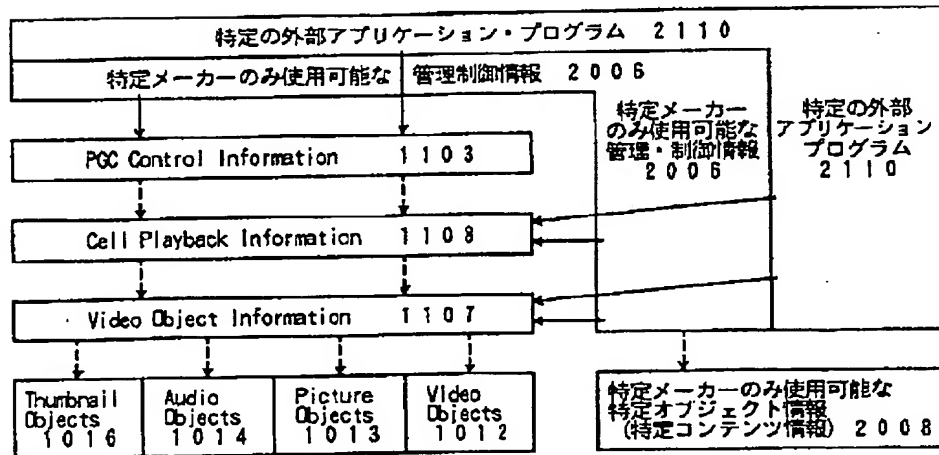 特定の外部アプリケーション・プログラム 2110
特定メーカーのみ使用可能な 管理制御情報 2006
特定メーカー
のみ使用可能な
管理・制御情報
2006
特定の外部
アプリケーション
プログラム
2110
PGC Control Information 1103
Cell Playback Information 1108
Video Object Information 1107
Thumbnail
Objects
1016
Audio
Objects
1014
Picture
Objects
1013
Video
Objects
1012
特定メーカーのみ使用可能な
特定オブジェクト情報
(特定コンテンツ情報) 2008